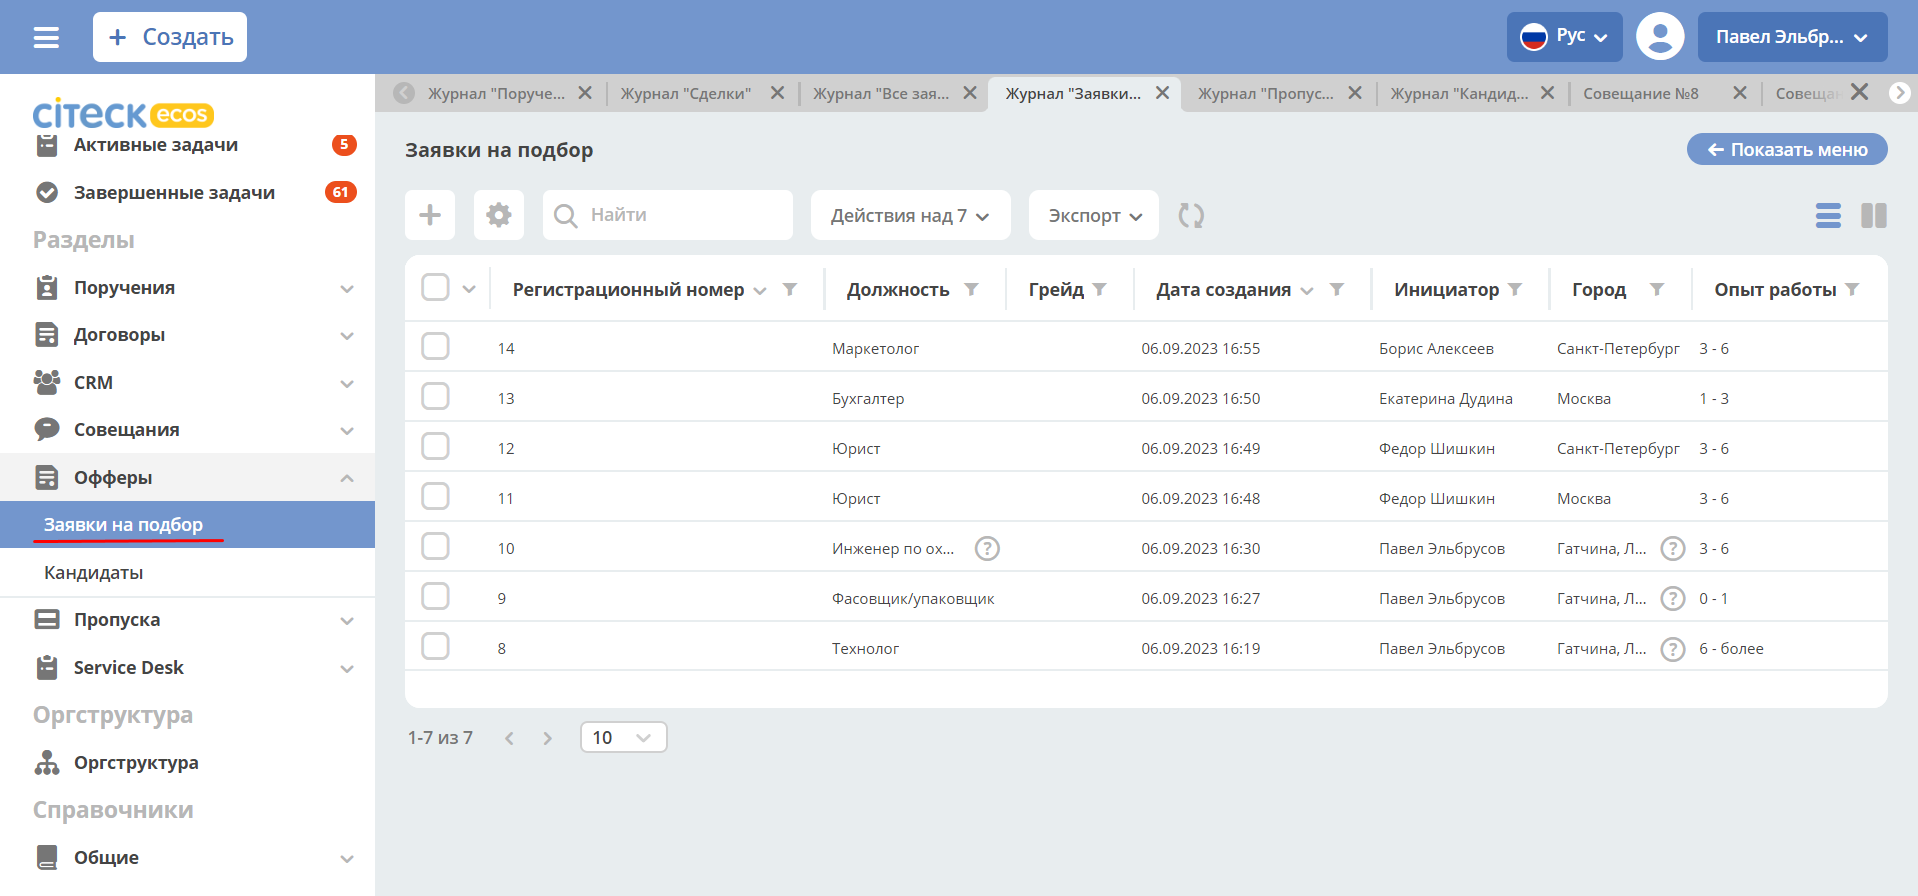 + Создать
Рус
Павел Эльбр...
citeck ecos
Журнал "Поруче...
Журнал "Сделки"
Журнал "Все зая...
Журнал "Заявки...
Журнал "Пропус...
Журнал "Кандид...
Совещание №8
Совещан
Активные задачи 5
Завершенные задачи 61
Разделы
Поручения
Договоры
CRM
Совещания
Офферы
Заявки на подбор
Кандидаты
Пропуска
Service Desk
Оргструктура
Оргструктура
Справочники
Общие
Заявки на подбор
Показать меню
Найти
Действия над 7
Экспорт
Регистрационный номер Должность Грейд Дата создания Инициатор Город Опыт работы
14 Маркетолог 06.09.2023 16:55 Борис Алексеев Санкт-Петербург 3 - 6
13 Бухгалтер 06.09.2023 16:50 Екатерина Дудина Москва 1 - 3
12 Юрист 06.09.2023 16:49 Федор Шишкин Санкт-Петербург 3 - 6
11 Юрист 06.09.2023 16:48 Федор Шишкин Москва 3 - 6
10 Инженер по ох... ? 06.09.2023 16:30 Павел Эльбрусов Гатчина, Л... ? 3 - 6
9 Фасовщик/упаковщик 06.09.2023 16:27 Павел Эльбрусов Гатчина, Л... ? 0 - 1
8 Технолог 06.09.2023 16:19 Павел Эльбрусов Гатчина, Л... ? 6 - более
1-7 из 7
10